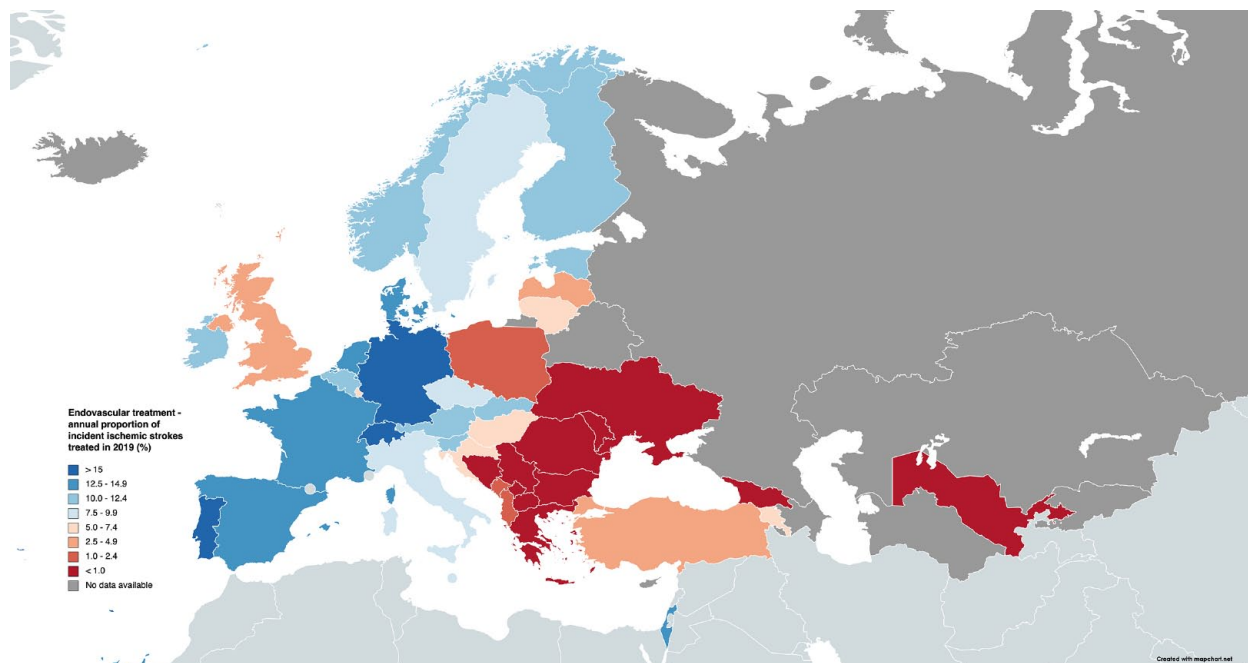 Endovascular treatment -
annual proportion of
incident ischemic strokes
treated in 2019 (%)
> 15
12.5 - 14.9
10.0 - 12.4
7.5 - 9.9
5.0 - 7.4
2.5 - 4.9
1.0 - 2.4
< 1.0
No data available
Created with mapchart.net